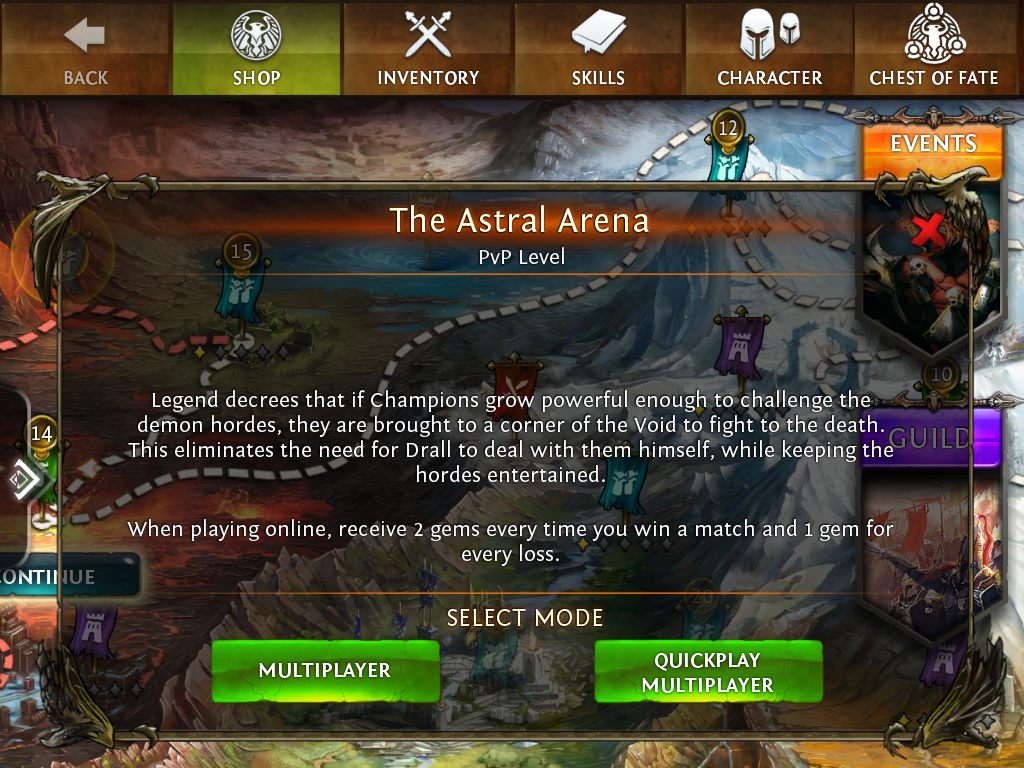 BACK
SHOP
INVENTORY
SKILLS
CHARACTER
CHEST OF FATE
12
EVENTS
The Astral Arena
PvP Level
15
10
Legend decrees that if Champions grow powerful enough to challenge the
demon hordes, they are brought to a corner of the Void to fight to the death.
This eliminates the need for Drall to deal with them himself, while keeping the
hordes entertained.
14
GUILD
When playing online, receive 2 gems every time you win a match and 1 gem for
every loss.
CONTINUE
20
SELECT MODE
MULTIPLAYER
QUICKPLAY
MULTIPLAYER